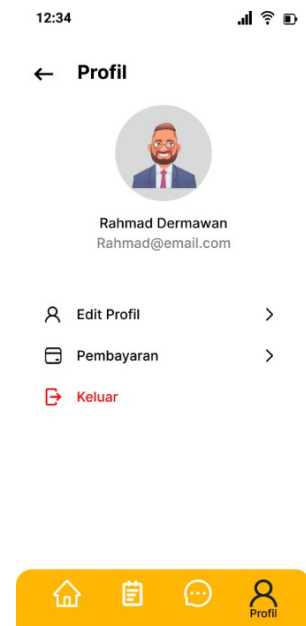 12:34
Profil
Rahmad Dermawan
Rahmad@email.com
Edit Profil
Pembayaran
Keluar
Profil